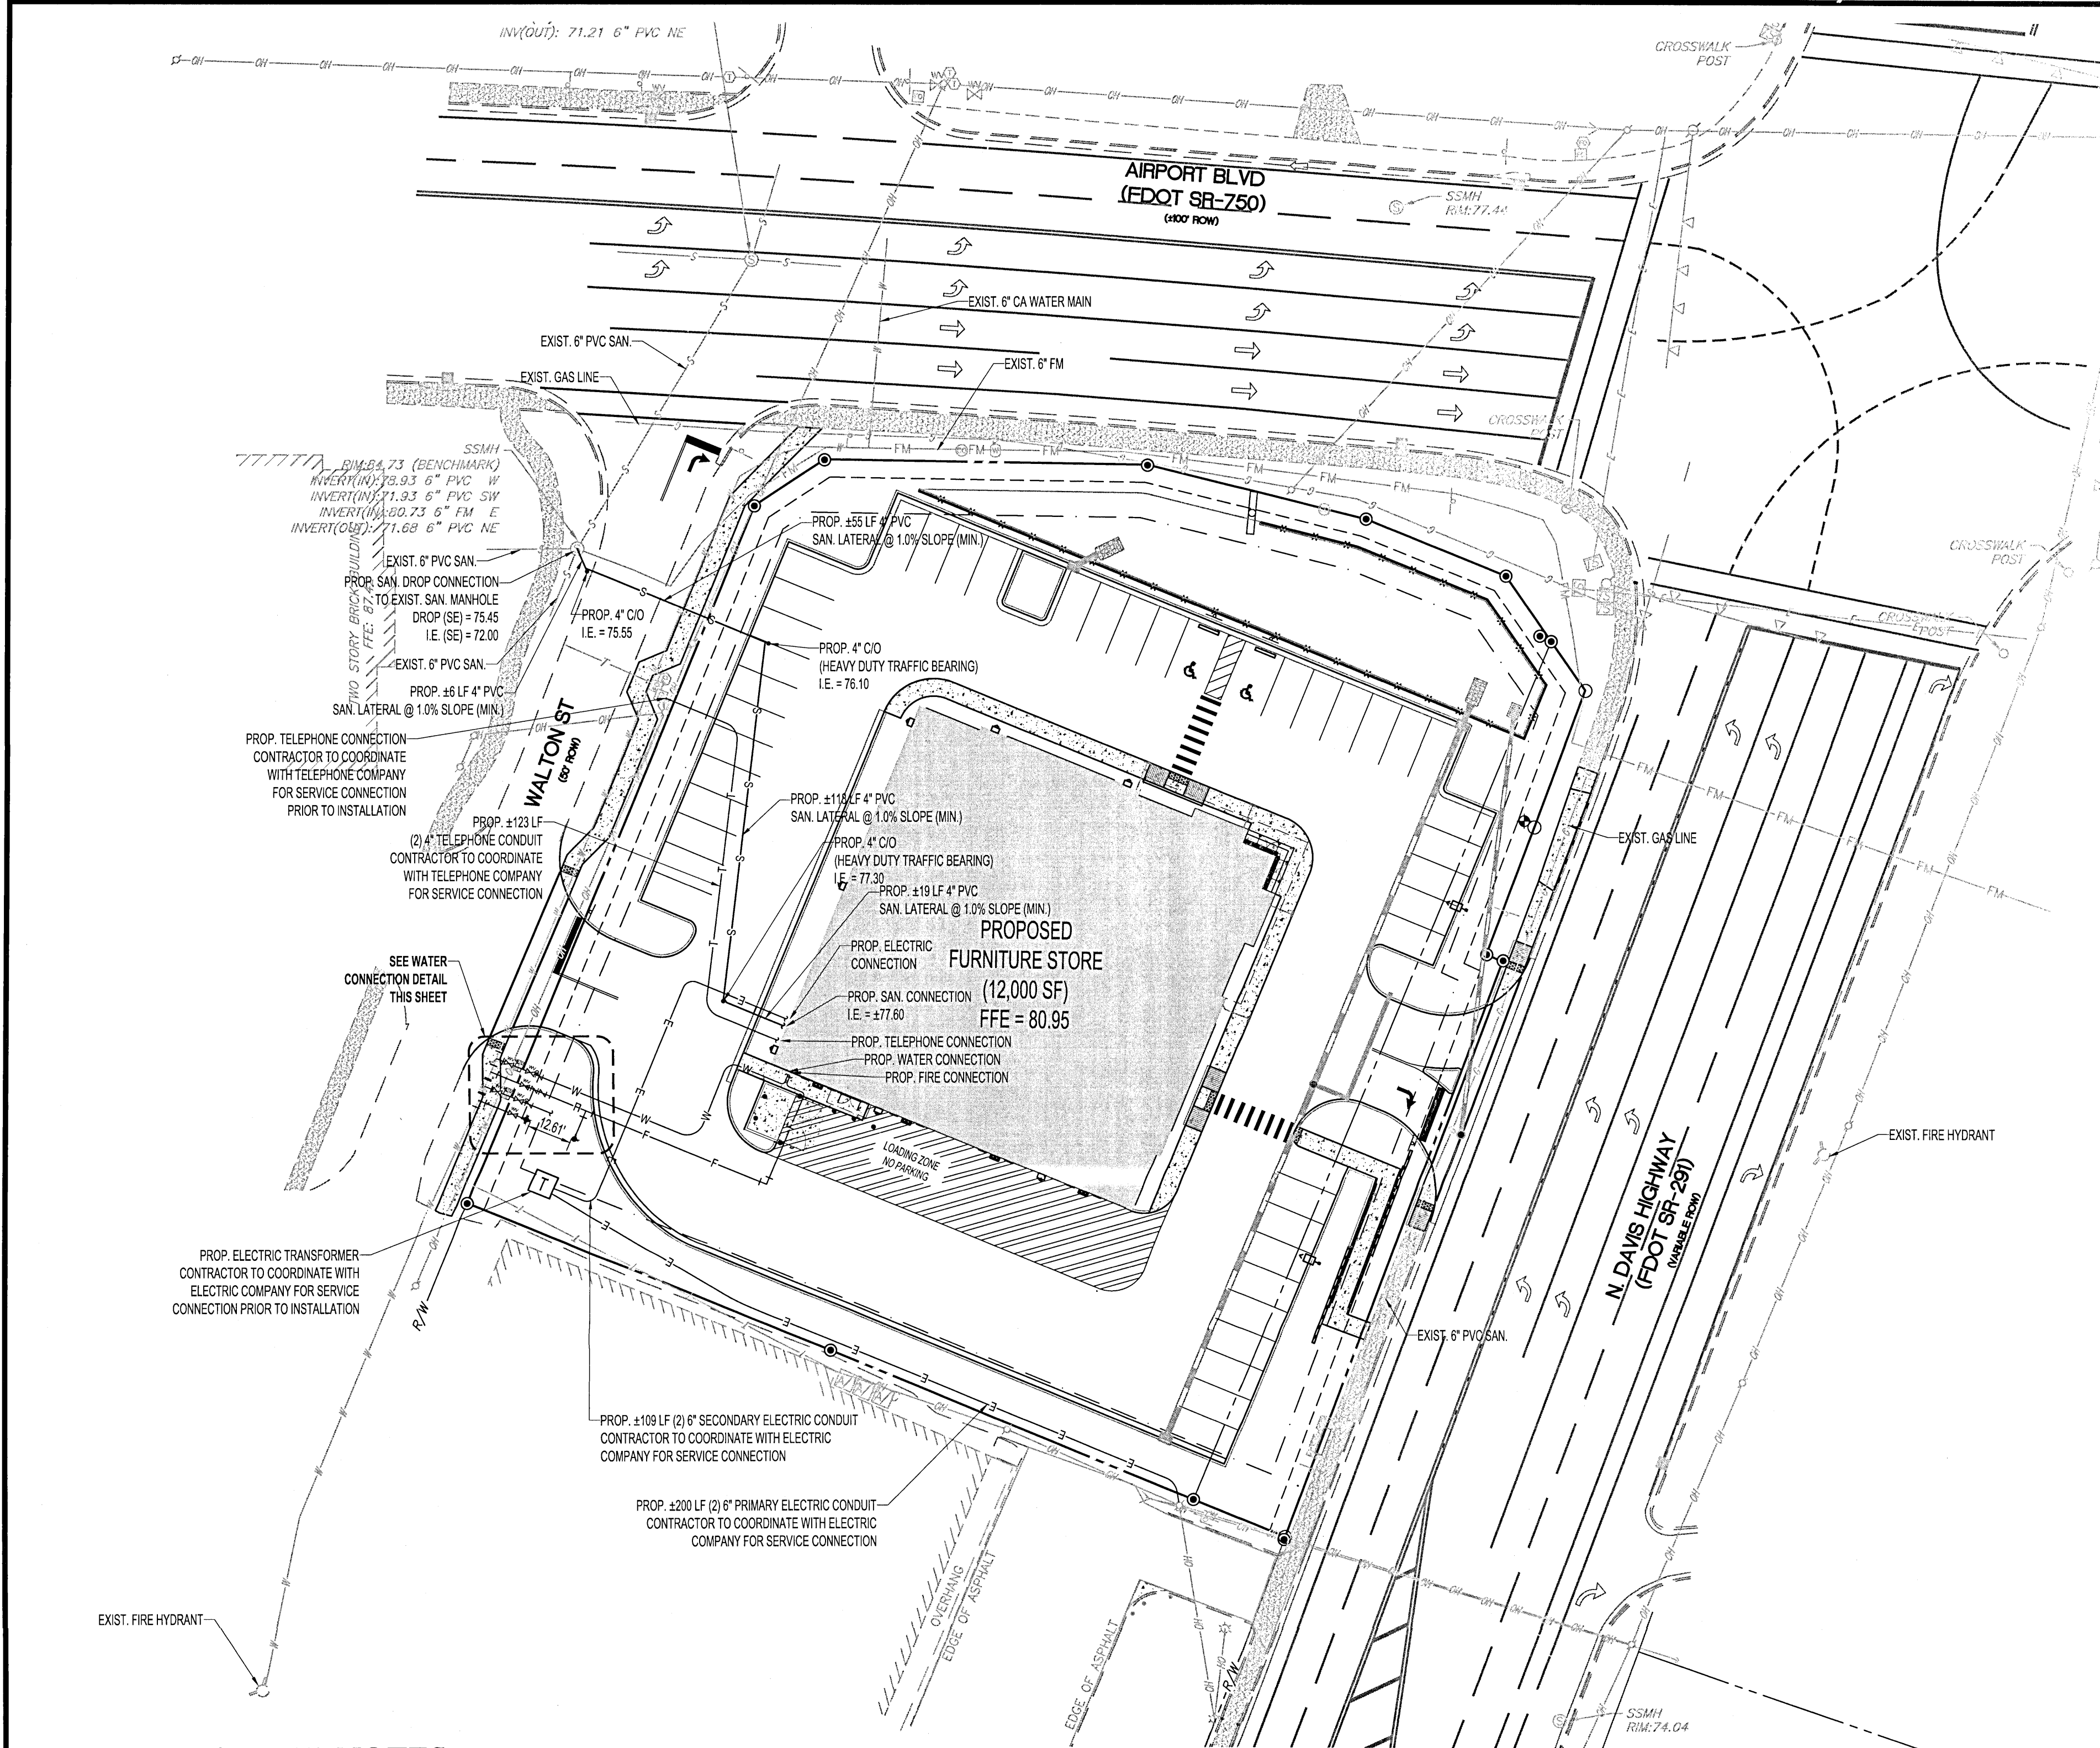 INV(OUT): 71.21 6" PVC NE
CROSSWALK
POST
AIRPORT BLVD
(FDOT SR-750)
(±100' ROW)
SSMH
RIM:77.44
EXIST. 6" CA WATER MAIN
EXIST. 6" PVC SAN.
EXIST. 6" FM
EXIST. GAS LINE
CROSSWALK
POST
SSMH
RIM:84.73 (BENCHMARK)
INVERT(IN):78.93 6" PVC W
INVERT(IN):71.93 6" PVC SW
INVERT(IN):80.73 6" FM E
INVERT(OUT):71.68 6" PVC NE
TWO STORY BRICK BUILDING
PROP. ±55 LF 4" PVC
SAN. LATERAL @ 1.0% SLOPE (MIN.)
EXIST. 6" PVC SAN.
PROP. SAN. DROP CONNECTION
TO EXIST. SAN. MANHOLE
DROP (SE) = 75.45
I.E. (SE) = 72.00
PROP. 4" C/O
I.E. = 75.55
CROSSWALK
POST
CROSSWALK
POST
EXIST. 6" PVC SAN.
PROP. 4" C/O
(HEAVY DUTY TRAFFIC BEARING)
I.E. = 76.10
PROP. ±6 LF 4" PVC
SAN. LATERAL @ 1.0% SLOPE (MIN.)
WALTON ST
(50' ROW)
PROP. TELEPHONE CONNECTION
CONTRACTOR TO COORDINATE
WITH TELEPHONE COMPANY
FOR SERVICE CONNECTION
PRIOR TO INSTALLATION
PROP. ±118 LF 4" PVC
SAN. LATERAL @ 1.0% SLOPE (MIN.)
PROP. ±123 LF
(2) 4" TELEPHONE CONDUIT
CONTRACTOR TO COORDINATE
WITH TELEPHONE COMPANY
FOR SERVICE CONNECTION
PROP. 4" C/O
(HEAVY DUTY TRAFFIC BEARING)
I.E. = 77.30
EXIST. GAS LINE
PROP. ±19 LF 4" PVC
SAN. LATERAL @ 1.0% SLOPE (MIN.)
PROPOSED
FURNITURE STORE
(12,000 SF)
FFE = 80.95
PROP. ELECTRIC
CONNECTION
SEE WATER
CONNECTION DETAIL
THIS SHEET
PROP. SAN. CONNECTION
I.E. = ±77.60
PROP. TELEPHONE CONNECTION
PROP. WATER CONNECTION
PROP. FIRE CONNECTION
12.61'
T
LOADING ZONE
NO PARKING
EXIST. FIRE HYDRANT
N. DAVIS HIGHWAY
(FDOT SR-291)
(VARIABLE ROW)
PROP. ELECTRIC TRANSFORMER
CONTRACTOR TO COORDINATE WITH
ELECTRIC COMPANY FOR SERVICE
CONNECTION PRIOR TO INSTALLATION
R/W
EXIST. 6" PVC SAN.
PROP. ±109 LF (2) 6" SECONDARY ELECTRIC CONDUIT
CONTRACTOR TO COORDINATE WITH ELECTRIC
COMPANY FOR SERVICE CONNECTION
PROP. ±200 LF (2) 6" PRIMARY ELECTRIC CONDUIT
CONTRACTOR TO COORDINATE WITH ELECTRIC
COMPANY FOR SERVICE CONNECTION
OVERHANG
EDGE OF ASPHALT
EDGE OF ASPHALT
R/W
EXIST. FIRE HYDRANT
SSMH
RIM:74.04